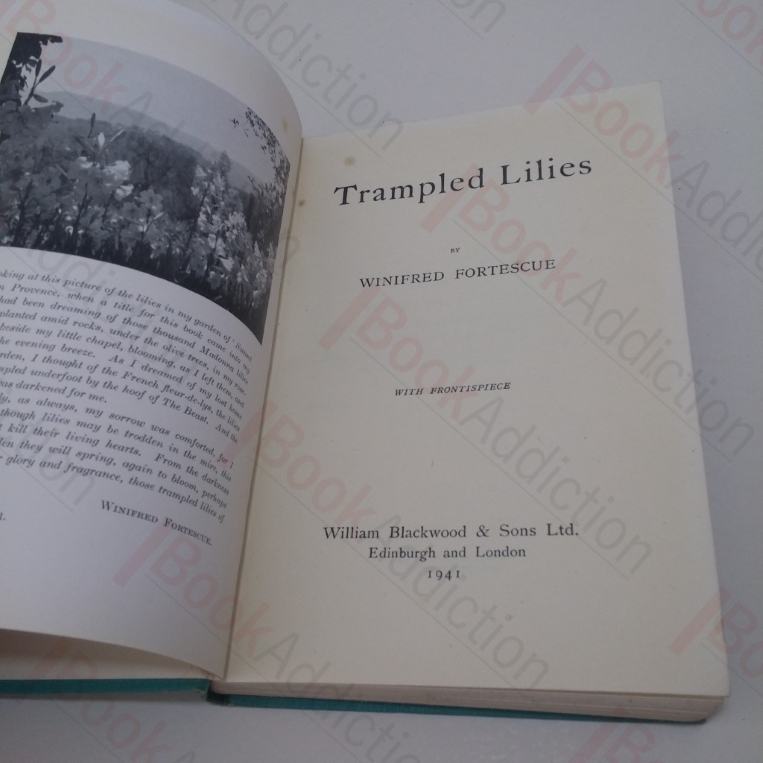 king at this picture of the lilies in my garden of
n Provence, when a title for this book came into my
had been dreaming of those thousand Madonna lilies
planted amid rocks, under the olive trees, in my
beside my little chapel, blooming, as I left them, and
he evening breeze. As I dreamed of my lost home
rden, I thought of the French fleur-de-lys, the lilies
mpled underfoot by the hoof of The Beast. And the
was darkened for me.
ly, as always, my sorrow was comforted, for I
though lilies may be trodden in the mire, this
t kill their living hearts. From the darkness
den they will spring, again to bloom, perhaps
r glory and fragrance, those trampled lilies of
WINIFRED FORTESCUE.
1.
Trampled Lilies
BY
WINIFRED FORTESCUE
WITH FRONTISPIECE
William Blackwood & Sons Ltd.
Edinburgh and London
1941
BookAddiction